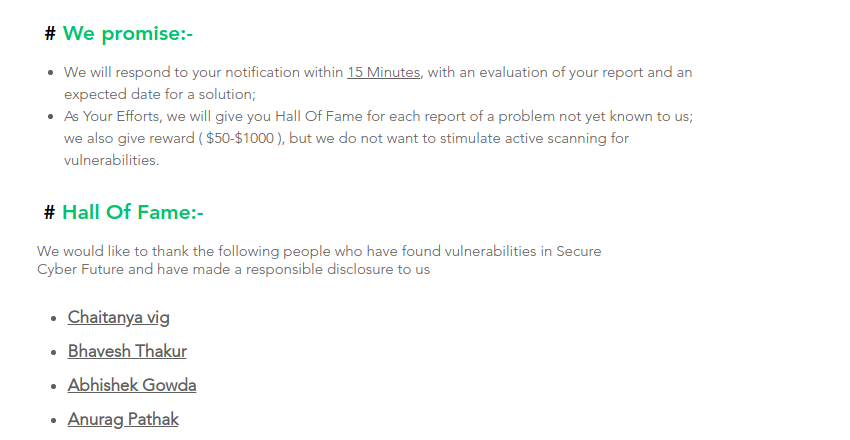 # We promise:-
We will respond to your notification within 15 Minutes, with an evaluation of your report and an
expected date for a solution;
As Your Efforts, we will give you Hall Of Fame for each report of a problem not yet known to us;
we also give reward ( $50-$1000 ), but we do not want to stimulate active scanning for
vulnerabilities.
# Hall Of Fame:-
We would like to thank the following people who have found vulnerabilities in Secure
Cyber Future and have made a responsible disclosure to us
Chaitanya vig
Bhavesh Thakur
Abhishek Gowda
Anurag Pathak